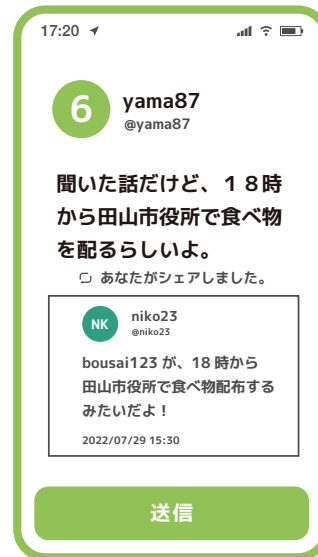 17:20
6
yama87
@yama87
聞いた話だけど、１８時
から田山市役所で食べ物
を配るらしいよ。
あなたがシェアしました。
NK
niko23
@niko23
bousai123 が、18 時から
田山市役所で食べ物配布する
みたいだよ！
2022/07/29 15:30
送信